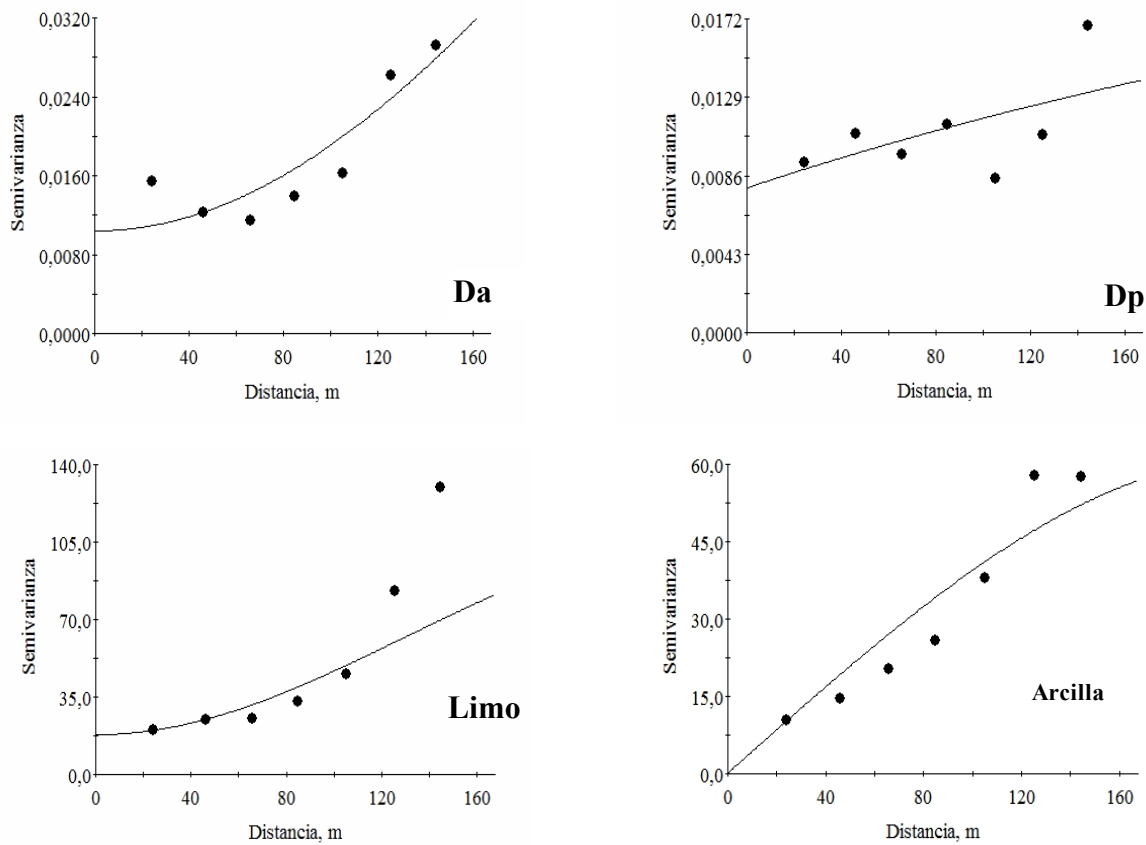 0,0320
0,0240
0,0160
0,0080
0,0000
Semivarianza
0 40 80 120 160
Distancia, m
Da
0,0172
0,0129
0,0086
0,0043
0,0000
Semivarianza
0 40 80 120 160
Distancia, m
Dp
140,0
105,0
70,0
35,0
0,0
Semivarianza
0 40 80 120 160
Distancia, m
Limo
60,0
45,0
30,0
15,0
0,0
Semivarianza
0 40 80 120 160
Distancia, m
Arcilla